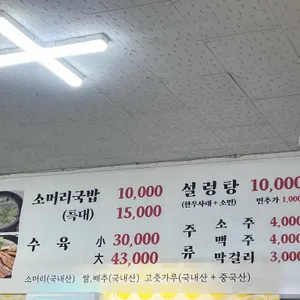 소머리국밥 10,000
(특대) 15,000
수육 小 30,000
大 43,000
설렁탕 10,000
(한우사태+소면) 면추가 1,000
주류 소주 4,000
맥주 4,000
막걸리 3,000
소머리(국내산) 쌀,배추(국내산) 고춧가루(국내산+중국산)